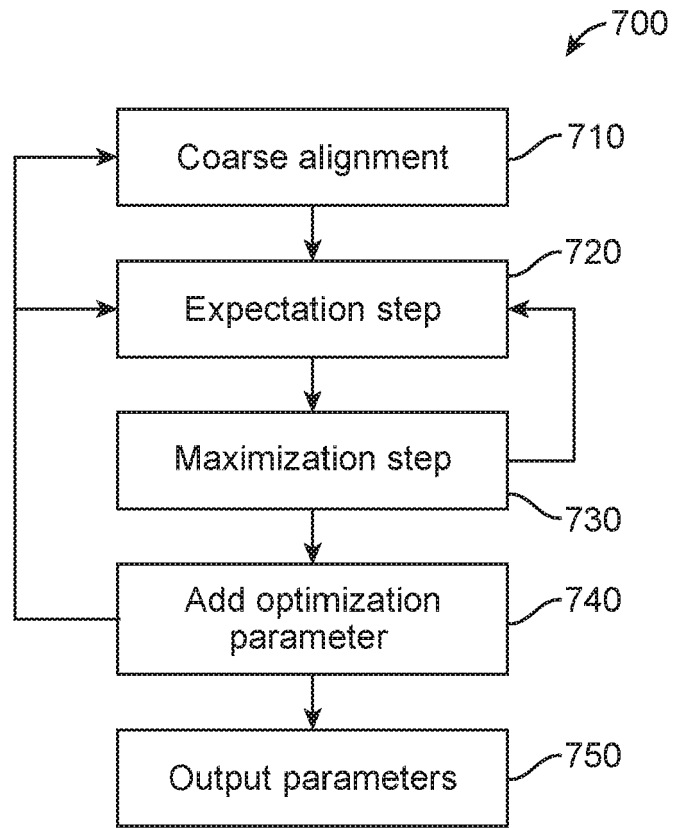 700
Coarse alignment
710
720
Expectation step
Maximization step
730
Add optimization
parameter
740
Output parameters
750